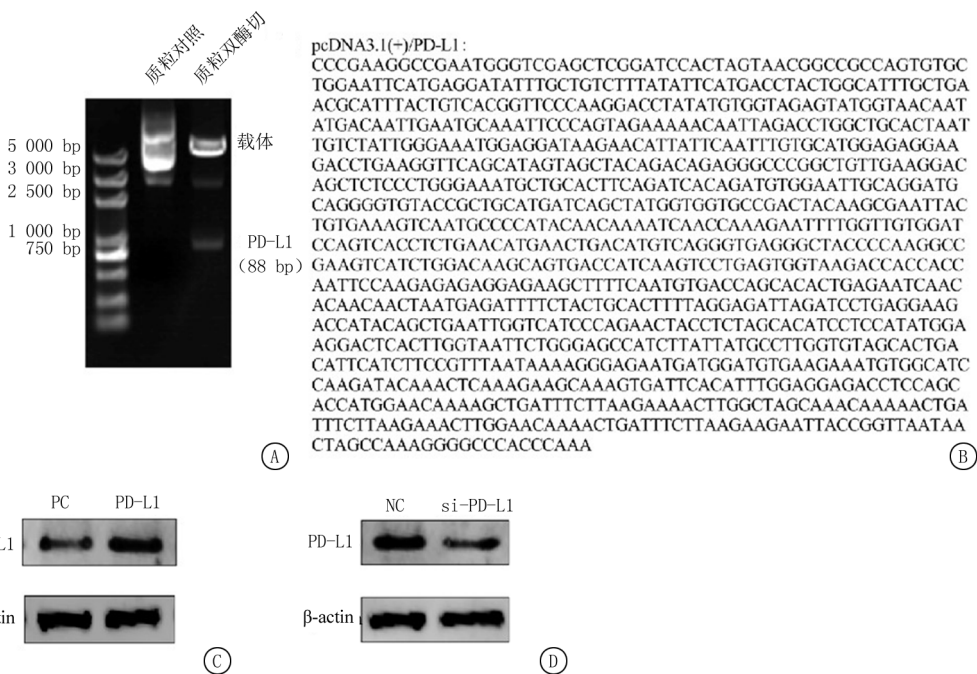 质粒对照
质粒双酶切
5 000 bp
3 000 bp
2 500 bp
1 000 bp
750 bp
载体
PD-L1
(88 bp)
A
pcDNA3.1(+)/PD-L1:
CCCGAAGGCCGAATGGGTCGAGCTCGGATCCACTAGTAACGGCCGCCAGTGTGC
TGGAATTCATGAGGATATTTGCTGTCTTTATATTCATGACCTACTGGCATTTGCTGA
ACGCATTTACTGTCACGGTTCCCAAGGACCTATATGTGGTAGAGTATGGTAACAAT
ATGACAATTGAATGCAAATTCCCAGTAGAAAAACAATTAGACCTGGCTGCACTAAT
TGTCTATTGGGAAATGGAGGATAAGAACATTATTCAATTTGTGCATGGAGAGGAA
GACCTGAAGGTTCAGCATAGTAGCTACAGACAGAGGGCCCGGCTGTTGAAGGAC
AGCTCTCCCTGGGAAATGCTGCACTTCAGATCACAGATGTGGAATTGCAGGATG
CAGGGGTGTACCGCTGCATGATCAGCTATGGTGGTGCCGACTACAAGCGAATTAC
TGTGAAAGTCAATGCCCCATACAACAAAATCAACCAAAGAATTTTGGTTGTGGAT
CCAGTCACCTCTGAACATGAACTGACATGTCAGGGTGAGGGCTACCCCAAGGCC
GAAGTCATCTGGACAAGCAGTGACCATCAAGTCCTGAGTGGTAAGACCACCACC
AATTCCAAGAGAGAGGAGAAGCTTTTCAATGTGACCAGCACACTGAGAATCAAC
ACAACAACTAATGAGATTTTCTACTGCACTTTTAGGAGATTAGATCCTGAGGAAG
ACCATACAGCTGAATTGGTCATCCCAGAACTACCTCTAGCACATCCTCCATATGGA
AGGACTCACTTGGTAATTCTGGGAGCCATCTTATTATGCCTTGGTGTAGCACTGA
CATTCATCTTCCGTTTAATAAAAGGGAGAATGATGGATGTGAAGAAATGTGGCATC
CAAGATACAAACTCAAAGAAGCAAAGTGATTCACATTTGGAGGAGACCTCCAGC
ACCATGGAACAAAAGCTGATTTCTTAAGAAAACTTGGCTAGCAAACAAAAACTGA
TTTCTTAAGAAACTTGGAACAAAACTGATTTCTTAAGAAGAATTACCGGTTAATAA
CTAGCCAAAGGGGCCCACCCAAA
B
PC PD-L1
L1
tin
C
NC si-PD-L1
PD-L1
β-actin
D